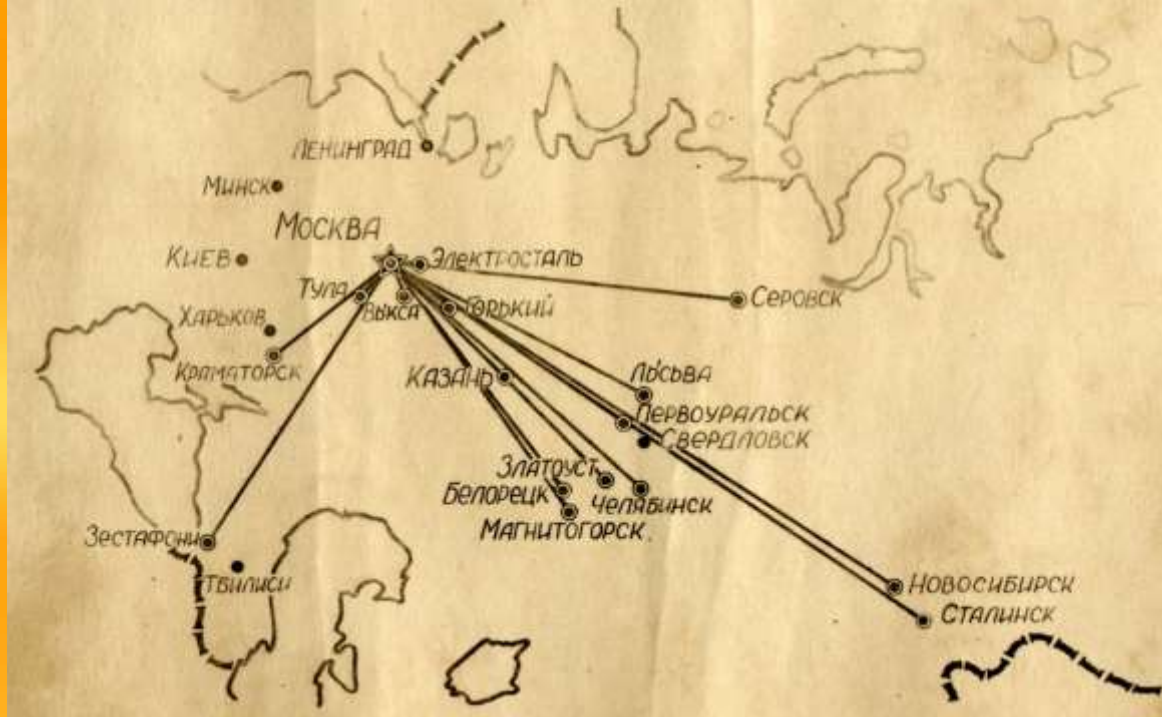 Ленинград
Минск
Москва
Киев
Электросталь
Тула
Выкса
Горький
Серовск
Харьков
Краматорск
Казань
Лысьва
Первоуральск
Свердловск
Златоуст
Белорецк
Челябинск
Магнитогорск.
Зестафони
Тбилиси
Новосибирск
Сталинск